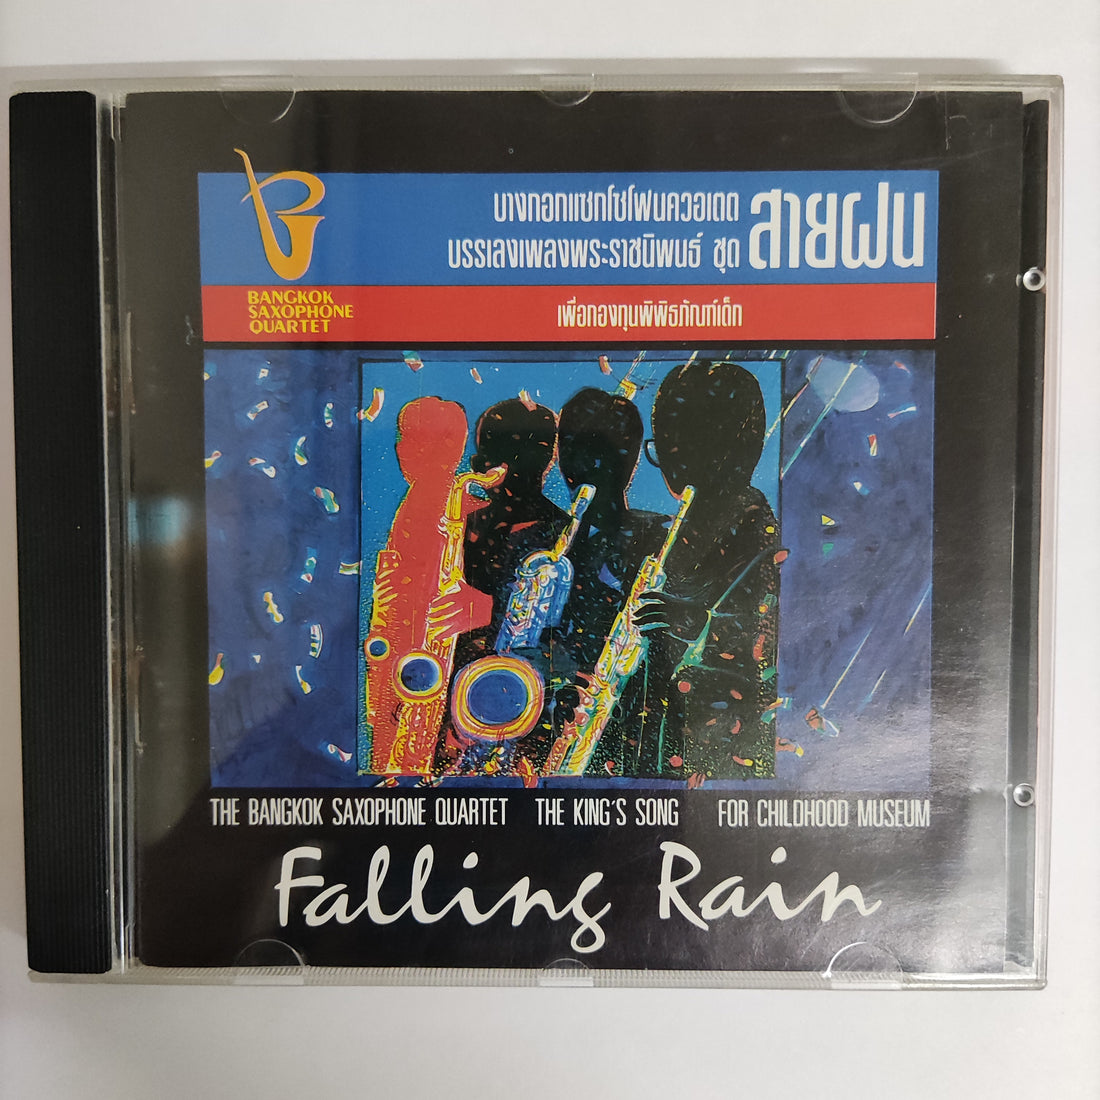 บางกอกแซกโซโฟนควอเตต
บรรเลงเพลงพระราชนิพนธ์ ชุด สายฝน
BANGKOK
SAXOPHONE
QUARTET
เพื่อกองทุนพิพิธภัณฑ์เด็ก
THE BANGKOK SAXOPHONE QUARTET THE KING'S SONG FOR CHILDHOOD MUSEUM
Falling Rain